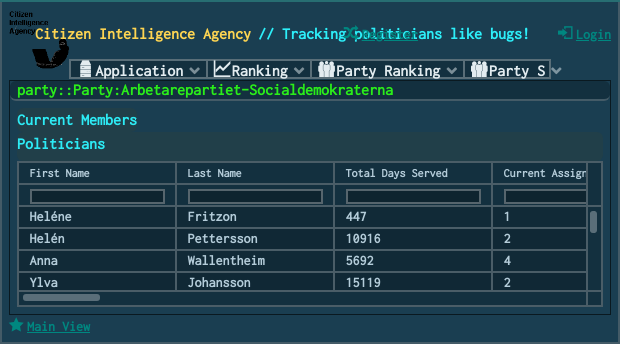 Citizen
Intelligence
Agency
Citizen Intelligence Agency // Tracking politicians like bugs!
Register
Login
Application
Ranking
Party Ranking
Party S
party::Party:Arbetarepartiet-Socialdemokraterna
Current Members
Politicians
First Name Last Name Total Days Served Current Assign
Heléne Fritzon 447 1
Helén Pettersson 10916 2
Anna Wallentheim 5692 4
Ylva Johansson 15119 2
Main View